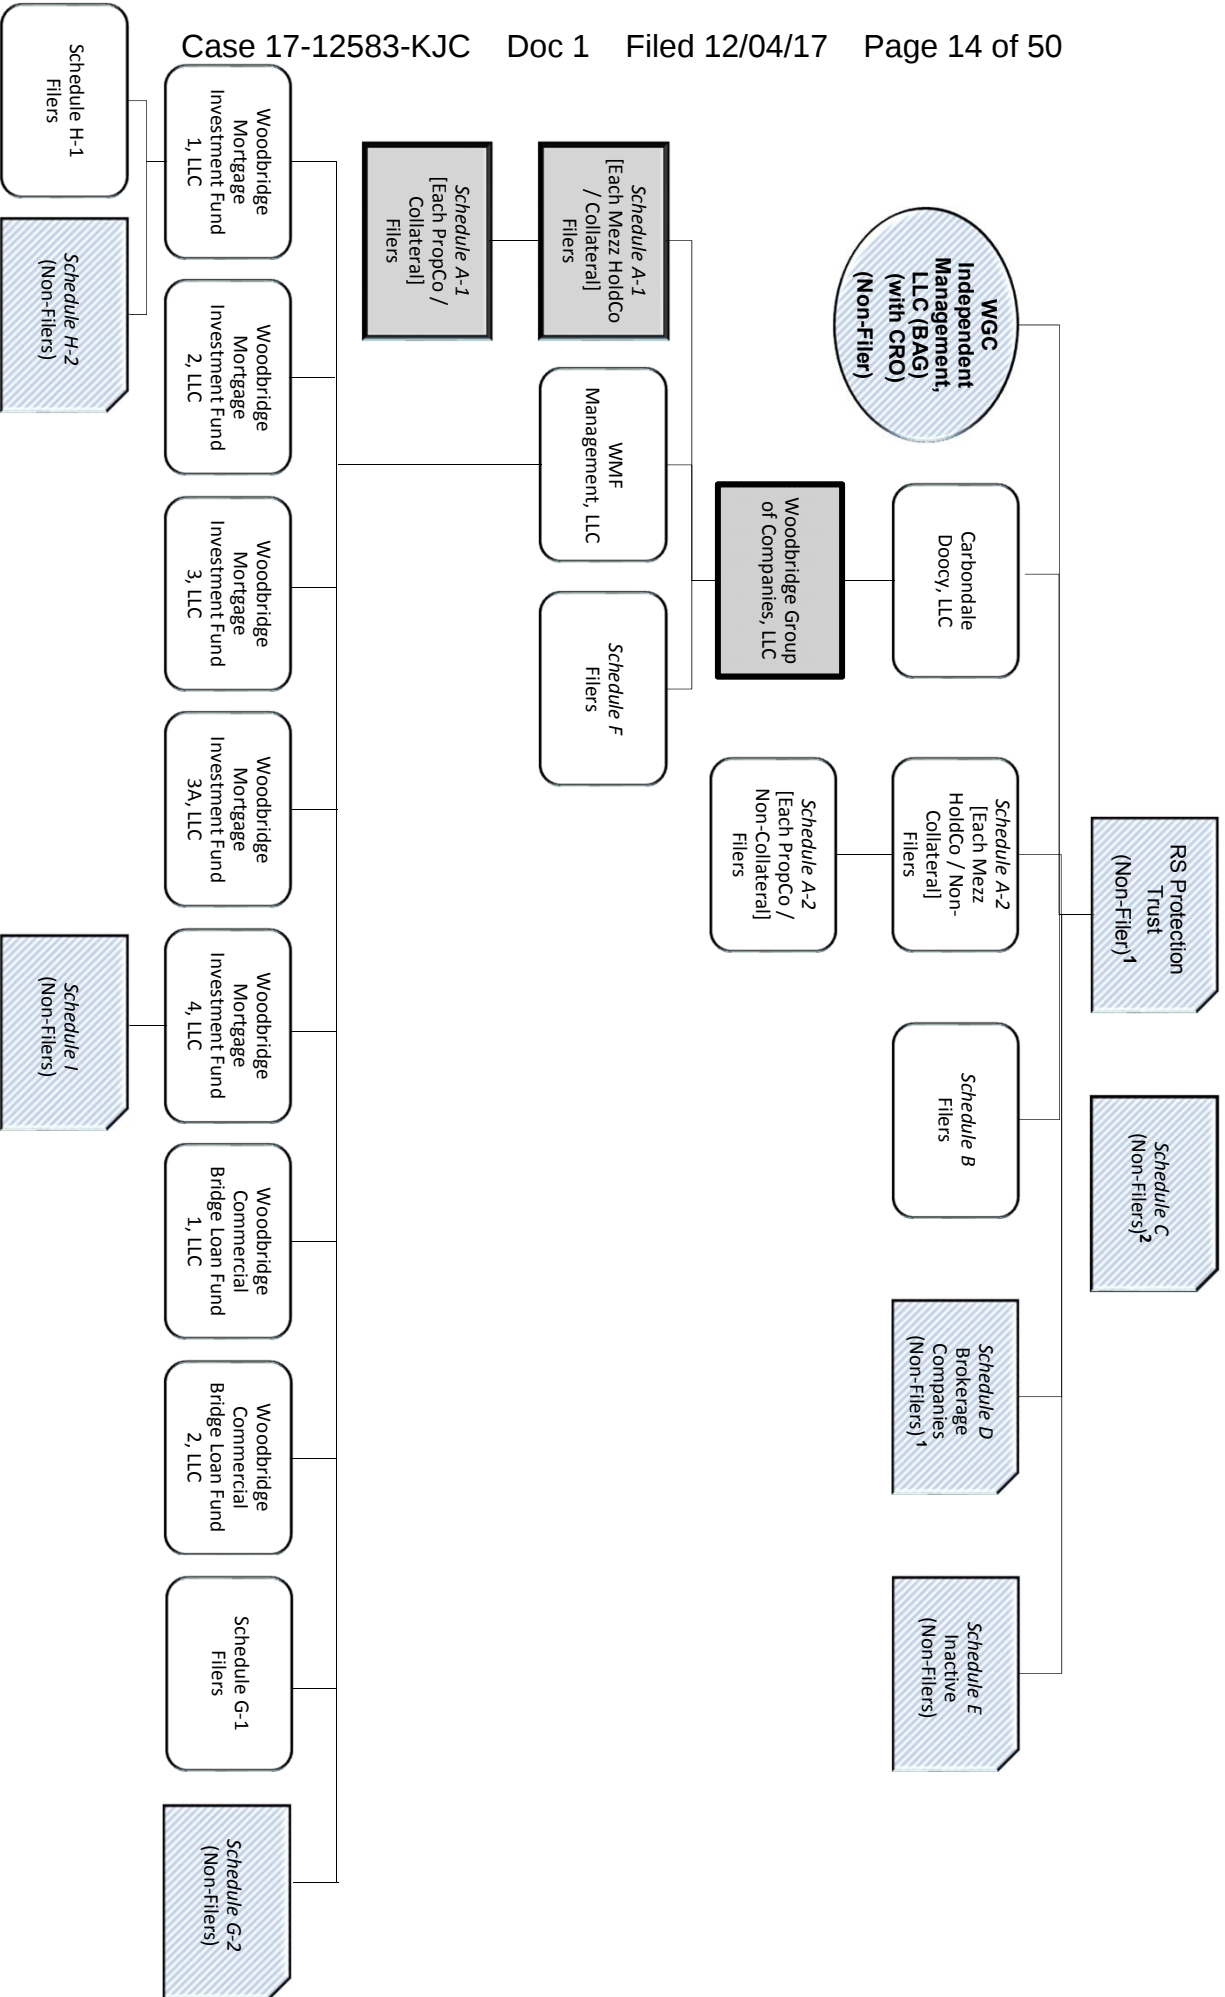 Case 17-12583-KJC Doc 1 Filed 12/04/17 Page 14 of 50
RS Protection
Trust
(Non-Filer)1
Schedule C
(Non-Filers)2
WGC
Independent
Management,
LLC (BAG)
(with CRO)
(Non-Filer)
Carbondale
Doocy, LLC
Schedule A-2
[Each Mezz
HoldCo / Non-
Collateral]
Filers
Schedule B
Filers
Schedule D
Brokerage
Companies
(Non-Filers) 1
Schedule E
Inactive
(Non-Filers)
Woodbridge Group
of Companies, LLC
Schedule A-2
[Each PropCo /
Non-Collateral]
Filers
Schedule A-1
[Each Mezz HoldCo
/ Collateral]
Filers
WMF
Management, LLC
Schedule F
Filers
Schedule A-1
[Each PropCo /
Collateral]
Filers
Woodbridge
Mortgage
Investment Fund
1, LLC
Woodbridge
Mortgage
Investment Fund
2, LLC
Woodbridge
Mortgage
Investment Fund
3, LLC
Woodbridge
Mortgage
Investment Fund
3A, LLC
Woodbridge
Mortgage
Investment Fund
4, LLC
Woodbridge
Commercial
Bridge Loan Fund
1, LLC
Woodbridge
Commercial
Bridge Loan Fund
2, LLC
Schedule G-1
Filers
Schedule G-2
(Non-Filers)
Schedule H-1
Filers
Schedule H-2
(Non-Filers)
Schedule I
(Non-Filers)